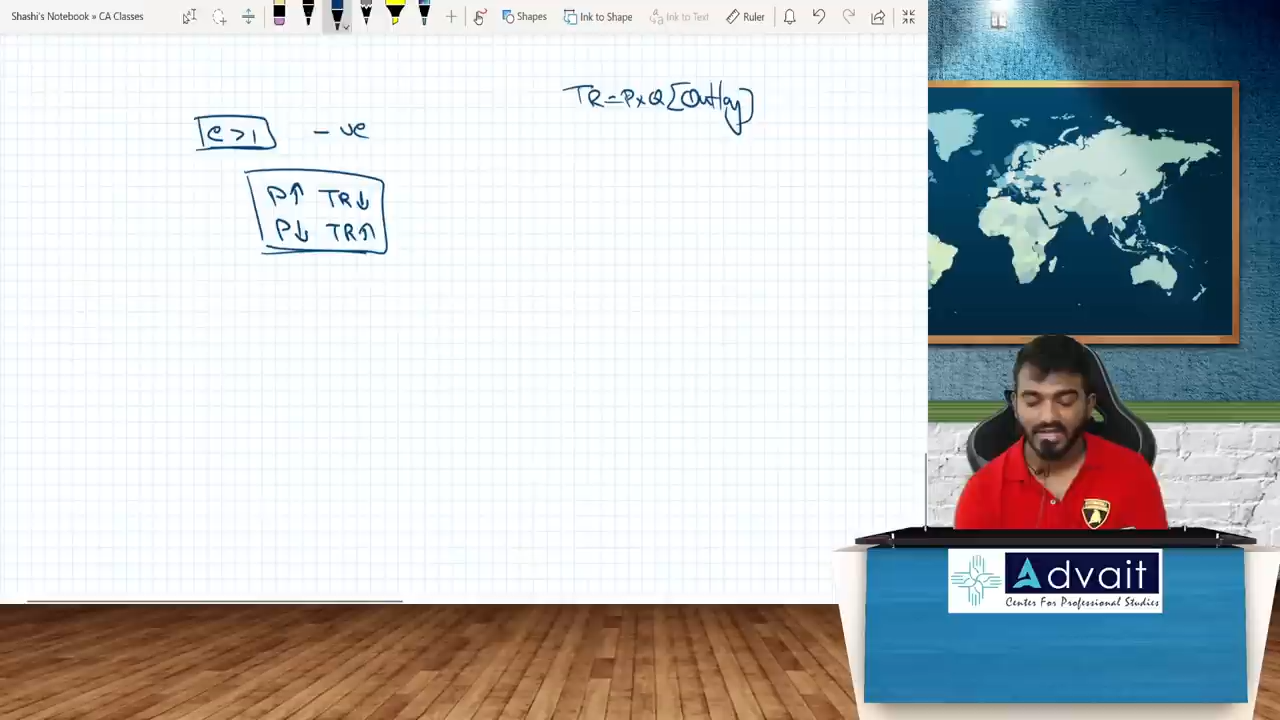 Shashi's Notebook » CA Classes
Shapes
Ink to Shape
Ink to Text
Ruler
TR = P x Q [Outlay]
e > 1 - ve
P↑ TR↓
P↓ TR↑
Advait
Center For Professional Studies